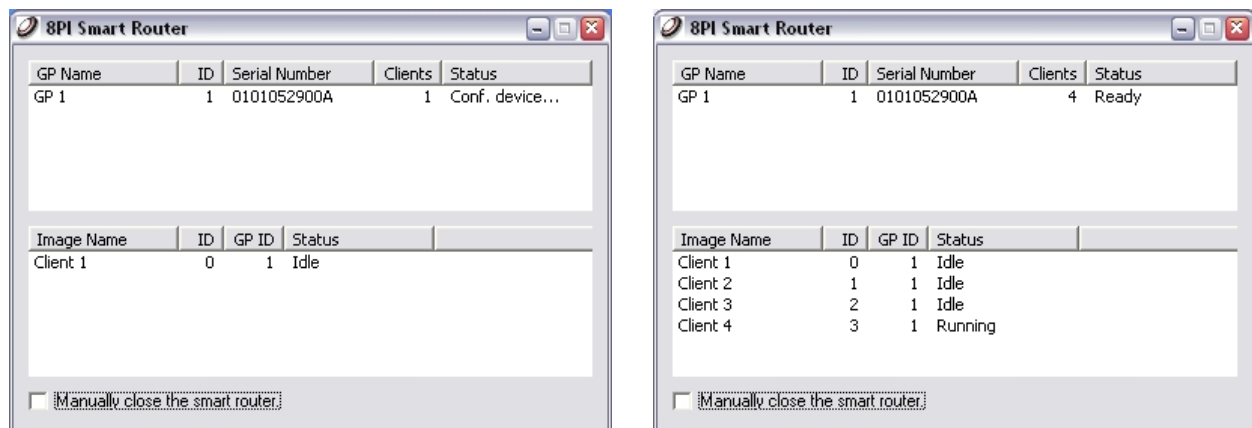 8PI Smart Router
GP Name ID Serial Number Clients Status
GP 1 1 0101052900A 1 Conf. device...
Image Name ID GP ID Status
Client 1 0 1 Idle
Manually close the smart router.
8PI Smart Router
GP Name ID Serial Number Clients Status
GP 1 1 0101052900A 4 Ready
Image Name ID GP ID Status
Client 1 0 1 Idle
Client 2 1 1 Idle
Client 3 2 1 Idle
Client 4 3 1 Running
Manually close the smart router.